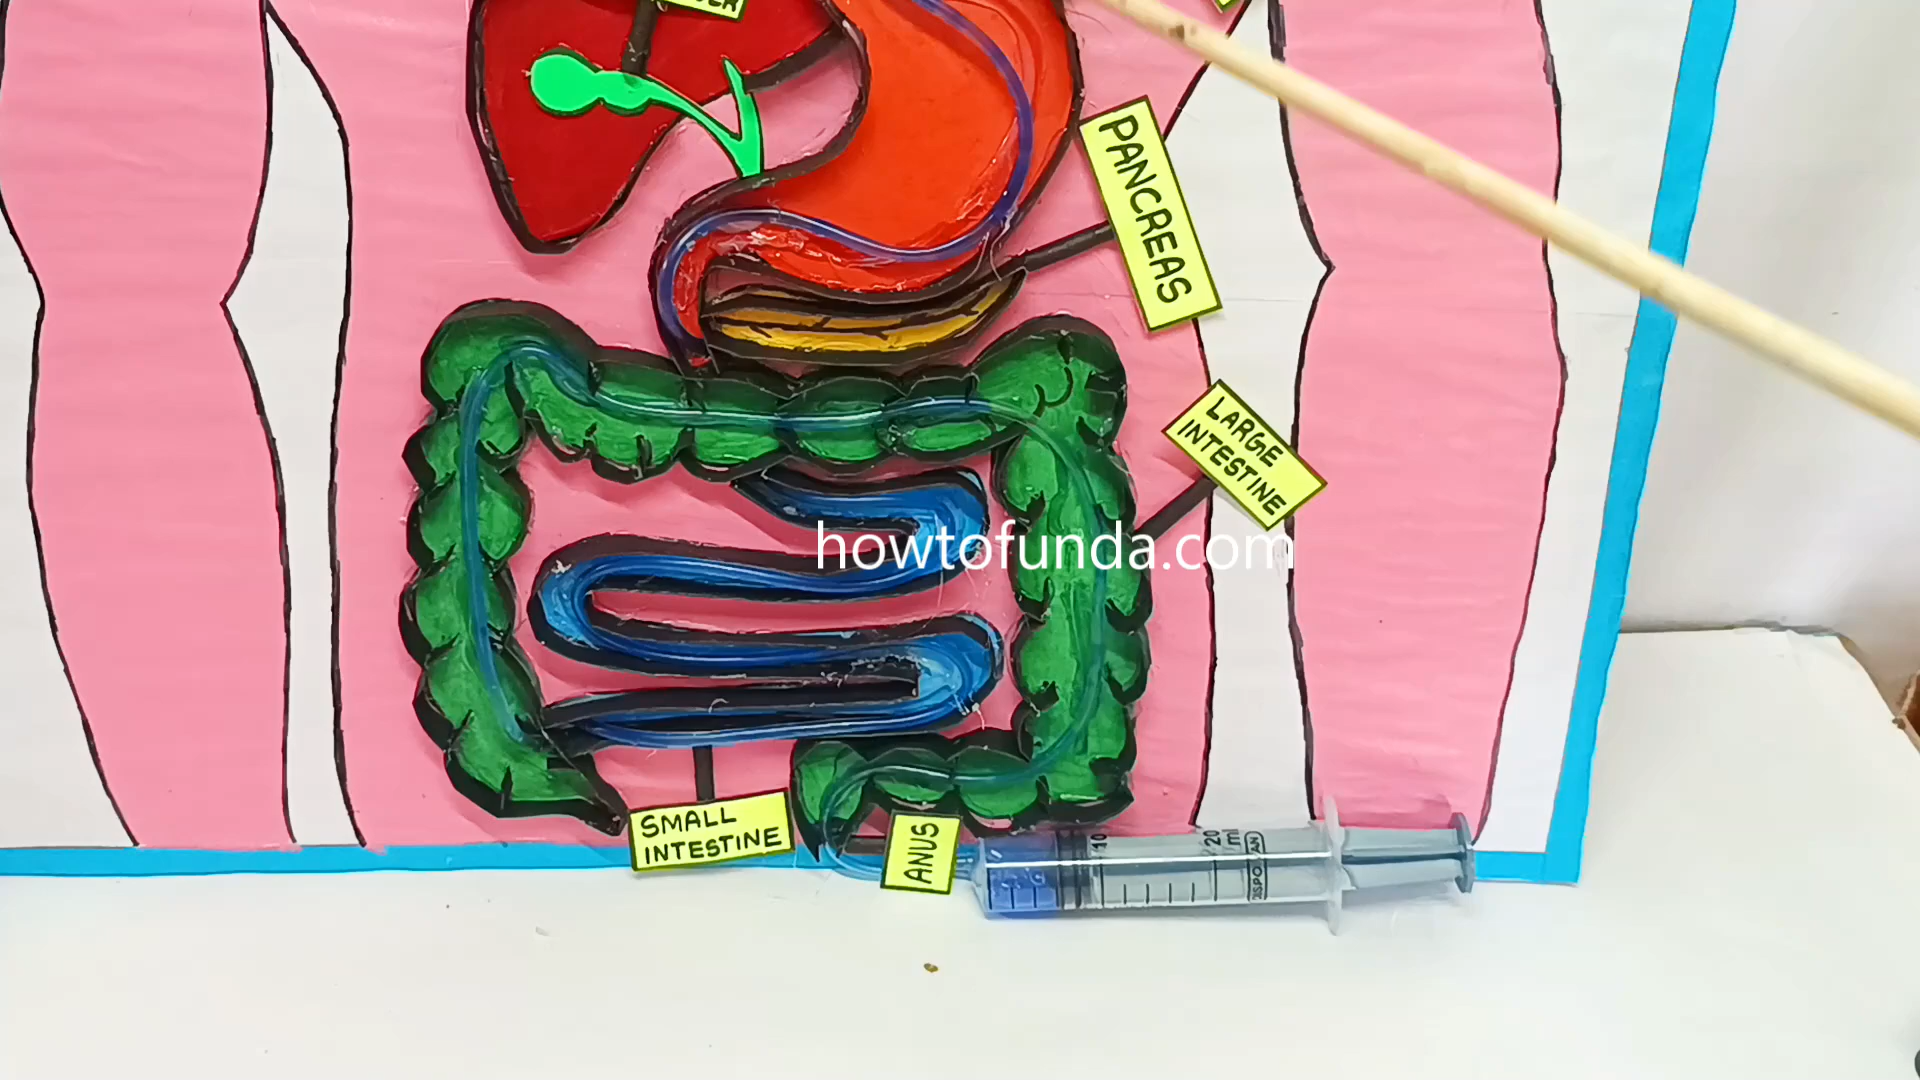 PANCREAS
LARGE
INTESTINE
howtofunda.com
SMALL
INTESTINE
ANUS
10
20
ml